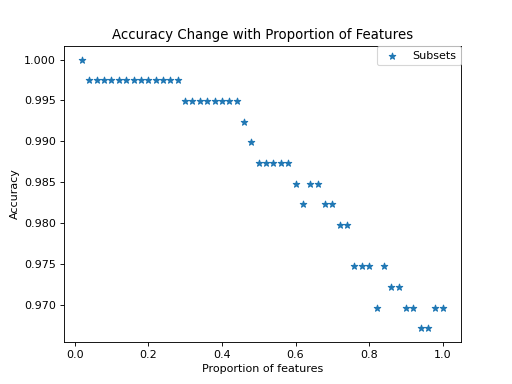 Accuracy Change with Proportion of Features
Subsets
1.000
0.995
0.990
0.985
0.980
0.975
0.970
Accuracy
0.0 0.2 0.4 0.6 0.8 1.0
Proportion of features